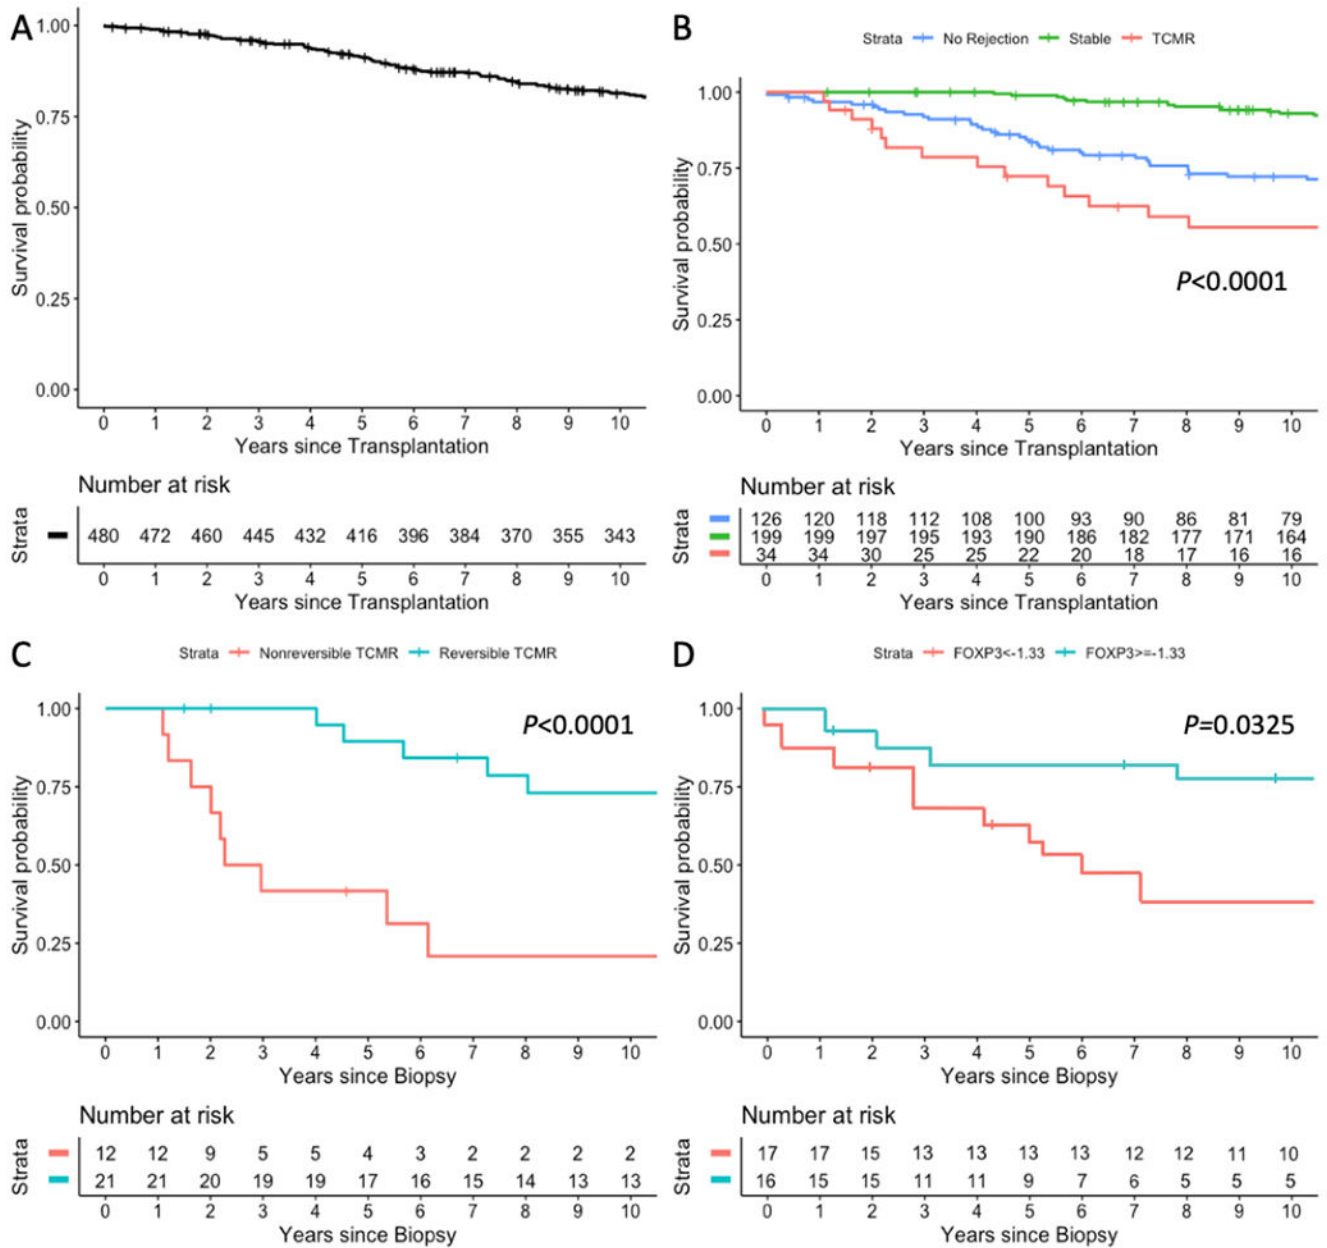 A
1.00
0.75
0.50
0.25
0.00
Survival probability
0 1 2 3 4 5 6 7 8 9 10
Years since Transplantation
Number at risk
Strata
480 472 460 445 432 416 396 384 370 355 343
0 1 2 3 4 5 6 7 8 9 10
Years since Transplantation
B
Strata No Rejection Stable TCMR
1.00
0.75
0.50
0.25
0.00
Survival probability
P<0.0001
0 1 2 3 4 5 6 7 8 9 10
Years since Transplantation
Number at risk
Strata
126 120 118 112 108 100 93 90 86 81 79
199 199 197 195 193 190 186 182 177 171 164
34 34 30 25 25 22 20 18 17 16 16
0 1 2 3 4 5 6 7 8 9 10
Years since Transplantation
C
Strata Nonreversible TCMR Reversible TCMR
1.00
0.75
0.50
0.25
0.00
Survival probability
P<0.0001
0 1 2 3 4 5 6 7 8 9 10
Years since Biopsy
Number at risk
Strata
12 12 9 5 5 4 3 2 2 2 2
21 21 20 19 19 17 16 15 14 13 13
0 1 2 3 4 5 6 7 8 9 10
Years since Biopsy
D
Strata FOXP3<-1.33 FOXP3>=-1.33
1.00
0.75
0.50
0.25
0.00
Survival probability
P=0.0325
0 1 2 3 4 5 6 7 8 9 10
Years since Biopsy
Number at risk
Strata
17 17 15 13 13 13 13 12 12 11 10
16 15 15 11 11 9 7 6 5 5 5
0 1 2 3 4 5 6 7 8 9 10
Years since Biopsy